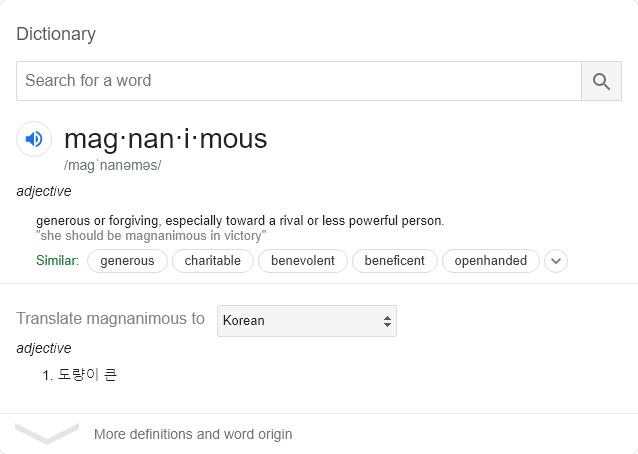 Dictionary
Search for a word
mag·nan·i·mous
/maɡˈnanəməs/
adjective
generous or forgiving, especially toward a rival or less powerful person.
"she should be magnanimous in victory"
Similar: generous charitable benevolent beneficent openhanded
Translate magnanimous to Korean
adjective
1. 도량이 큰
More definitions and word origin